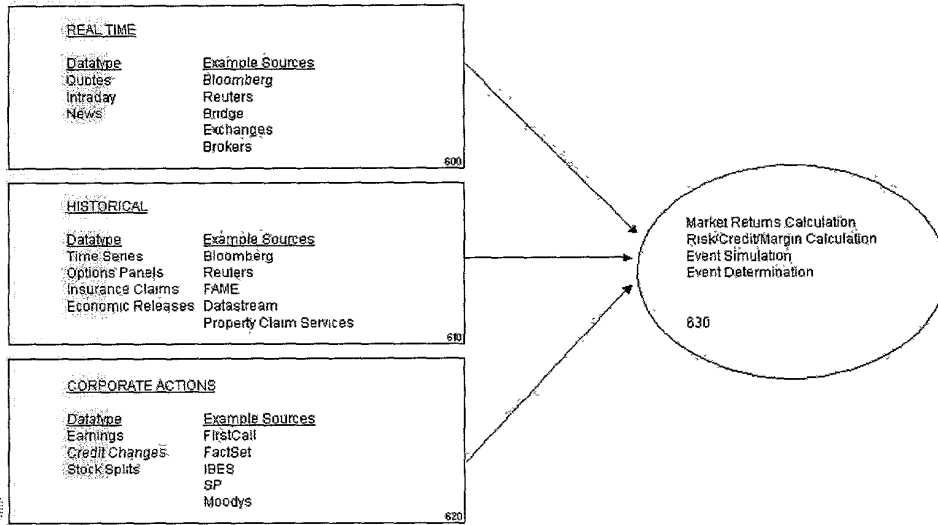 REAL TIME
Datatype Example Sources
Quotes Bloomberg
Intraday Reuters
News Bridge
Exchanges
Brokers
600
HISTORICAL
Datatype Example Sources
Time Series Bloomberg
Options Panels Reuters
Insurance Claims FAME
Economic Releases Datastream
Property Claim Services
610
CORPORATE ACTIONS
Datatype Example Sources
Earnings FirstCall
Credit Changes FactSet
Stock Splits IBES
SP
Moodys
620
Market Returns Calculation
Risk/Credit/Margin Calculation
Event Simulation
Event Determination
630